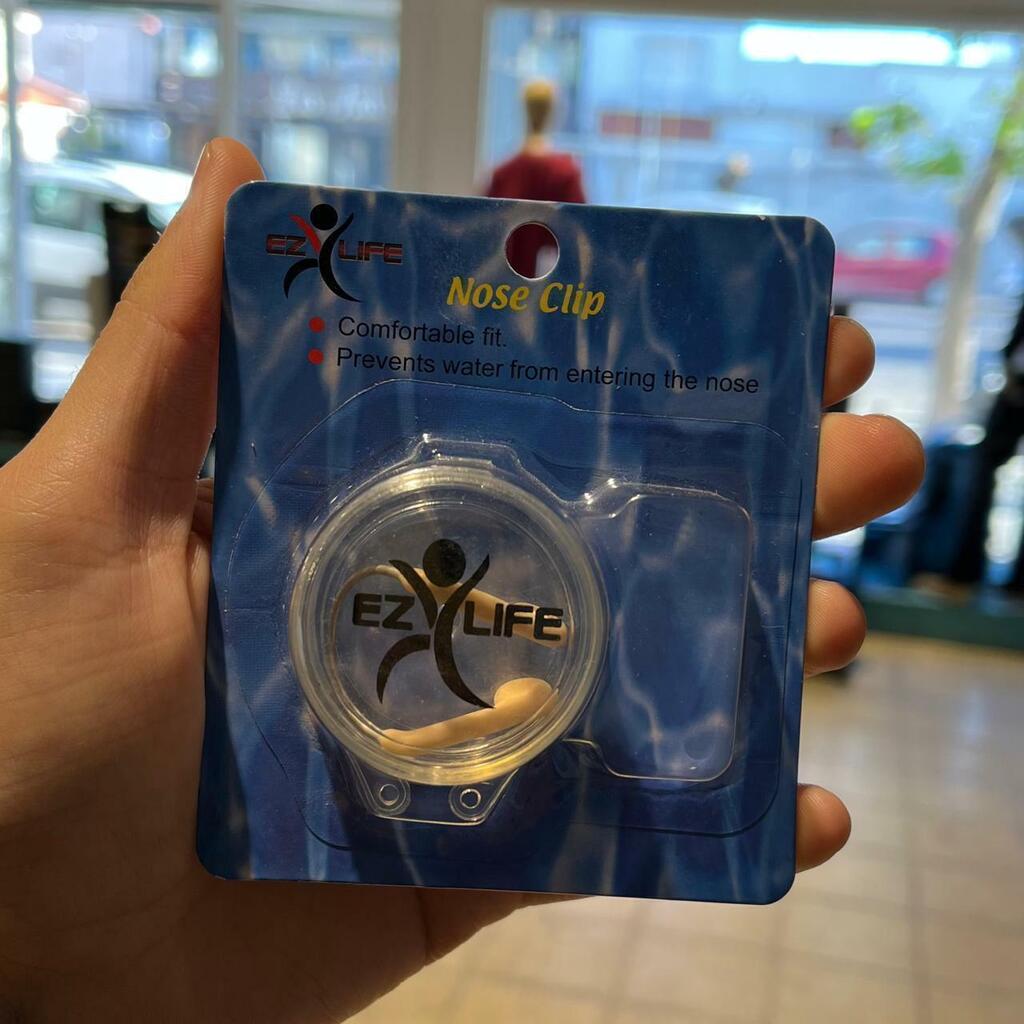 EZ LIFE
Nose Clip
Comfortable fit.
Prevents water from entering the nose
EZ LIFE